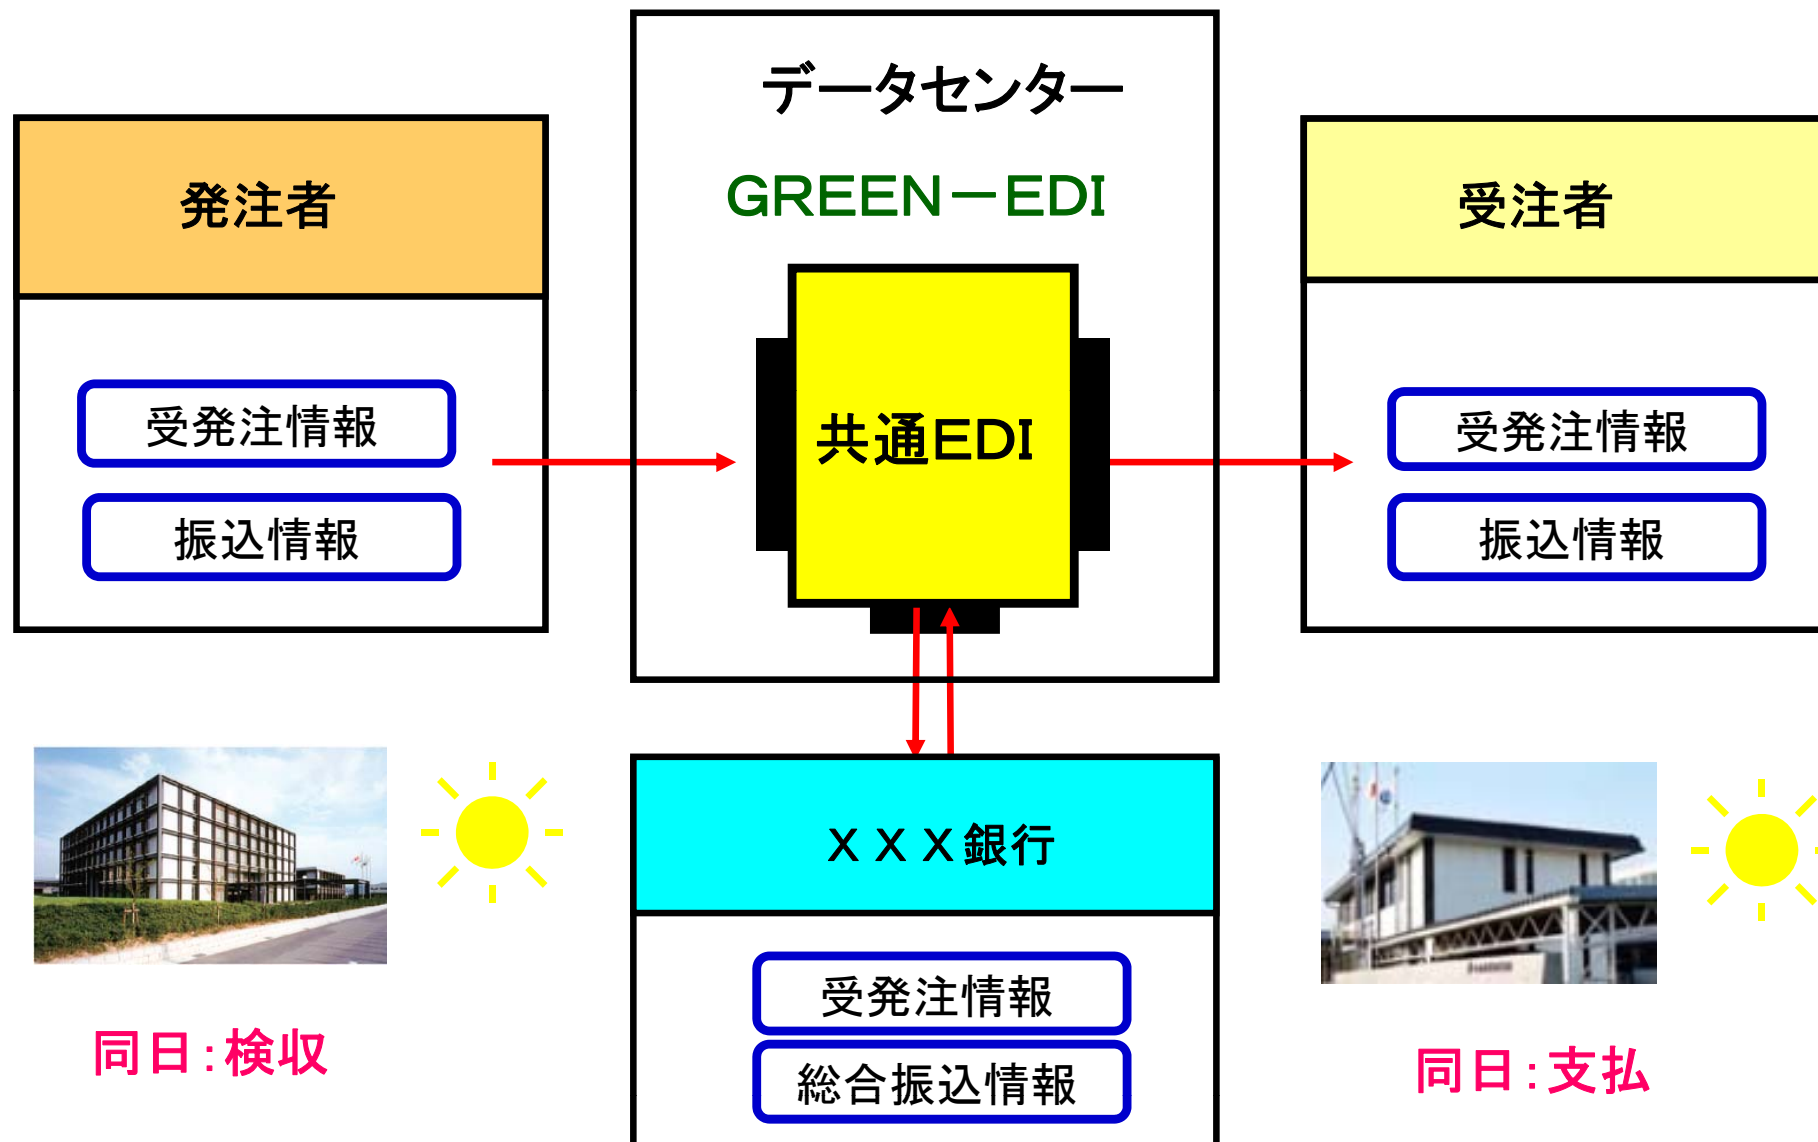 データセンター
GREEN-EDI
発注者
受発注情報
振込情報
共通EDI
受注者
受発注情報
振込情報
XXX銀行
受発注情報
総合振込情報
同日:検収
同日:支払